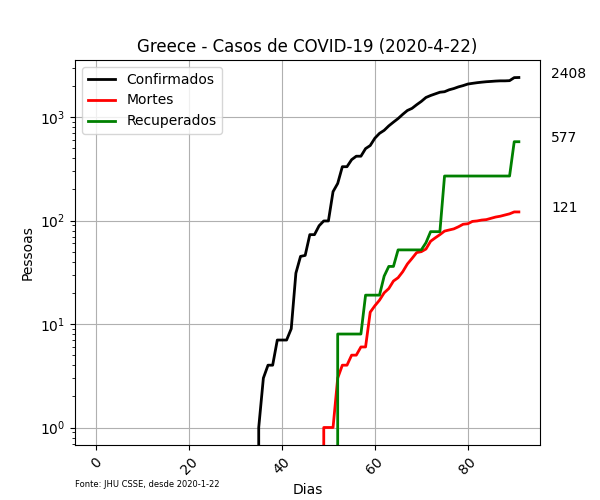 Greece - Casos de COVID-19 (2020-4-22)
Confirmados
Mortes
Recuperados
2408
577
121
10³
10²
10¹
10⁰
Pessoas
0 20 40 60 80
Dias
Fonte: JHU CSSE, desde 2020-1-22